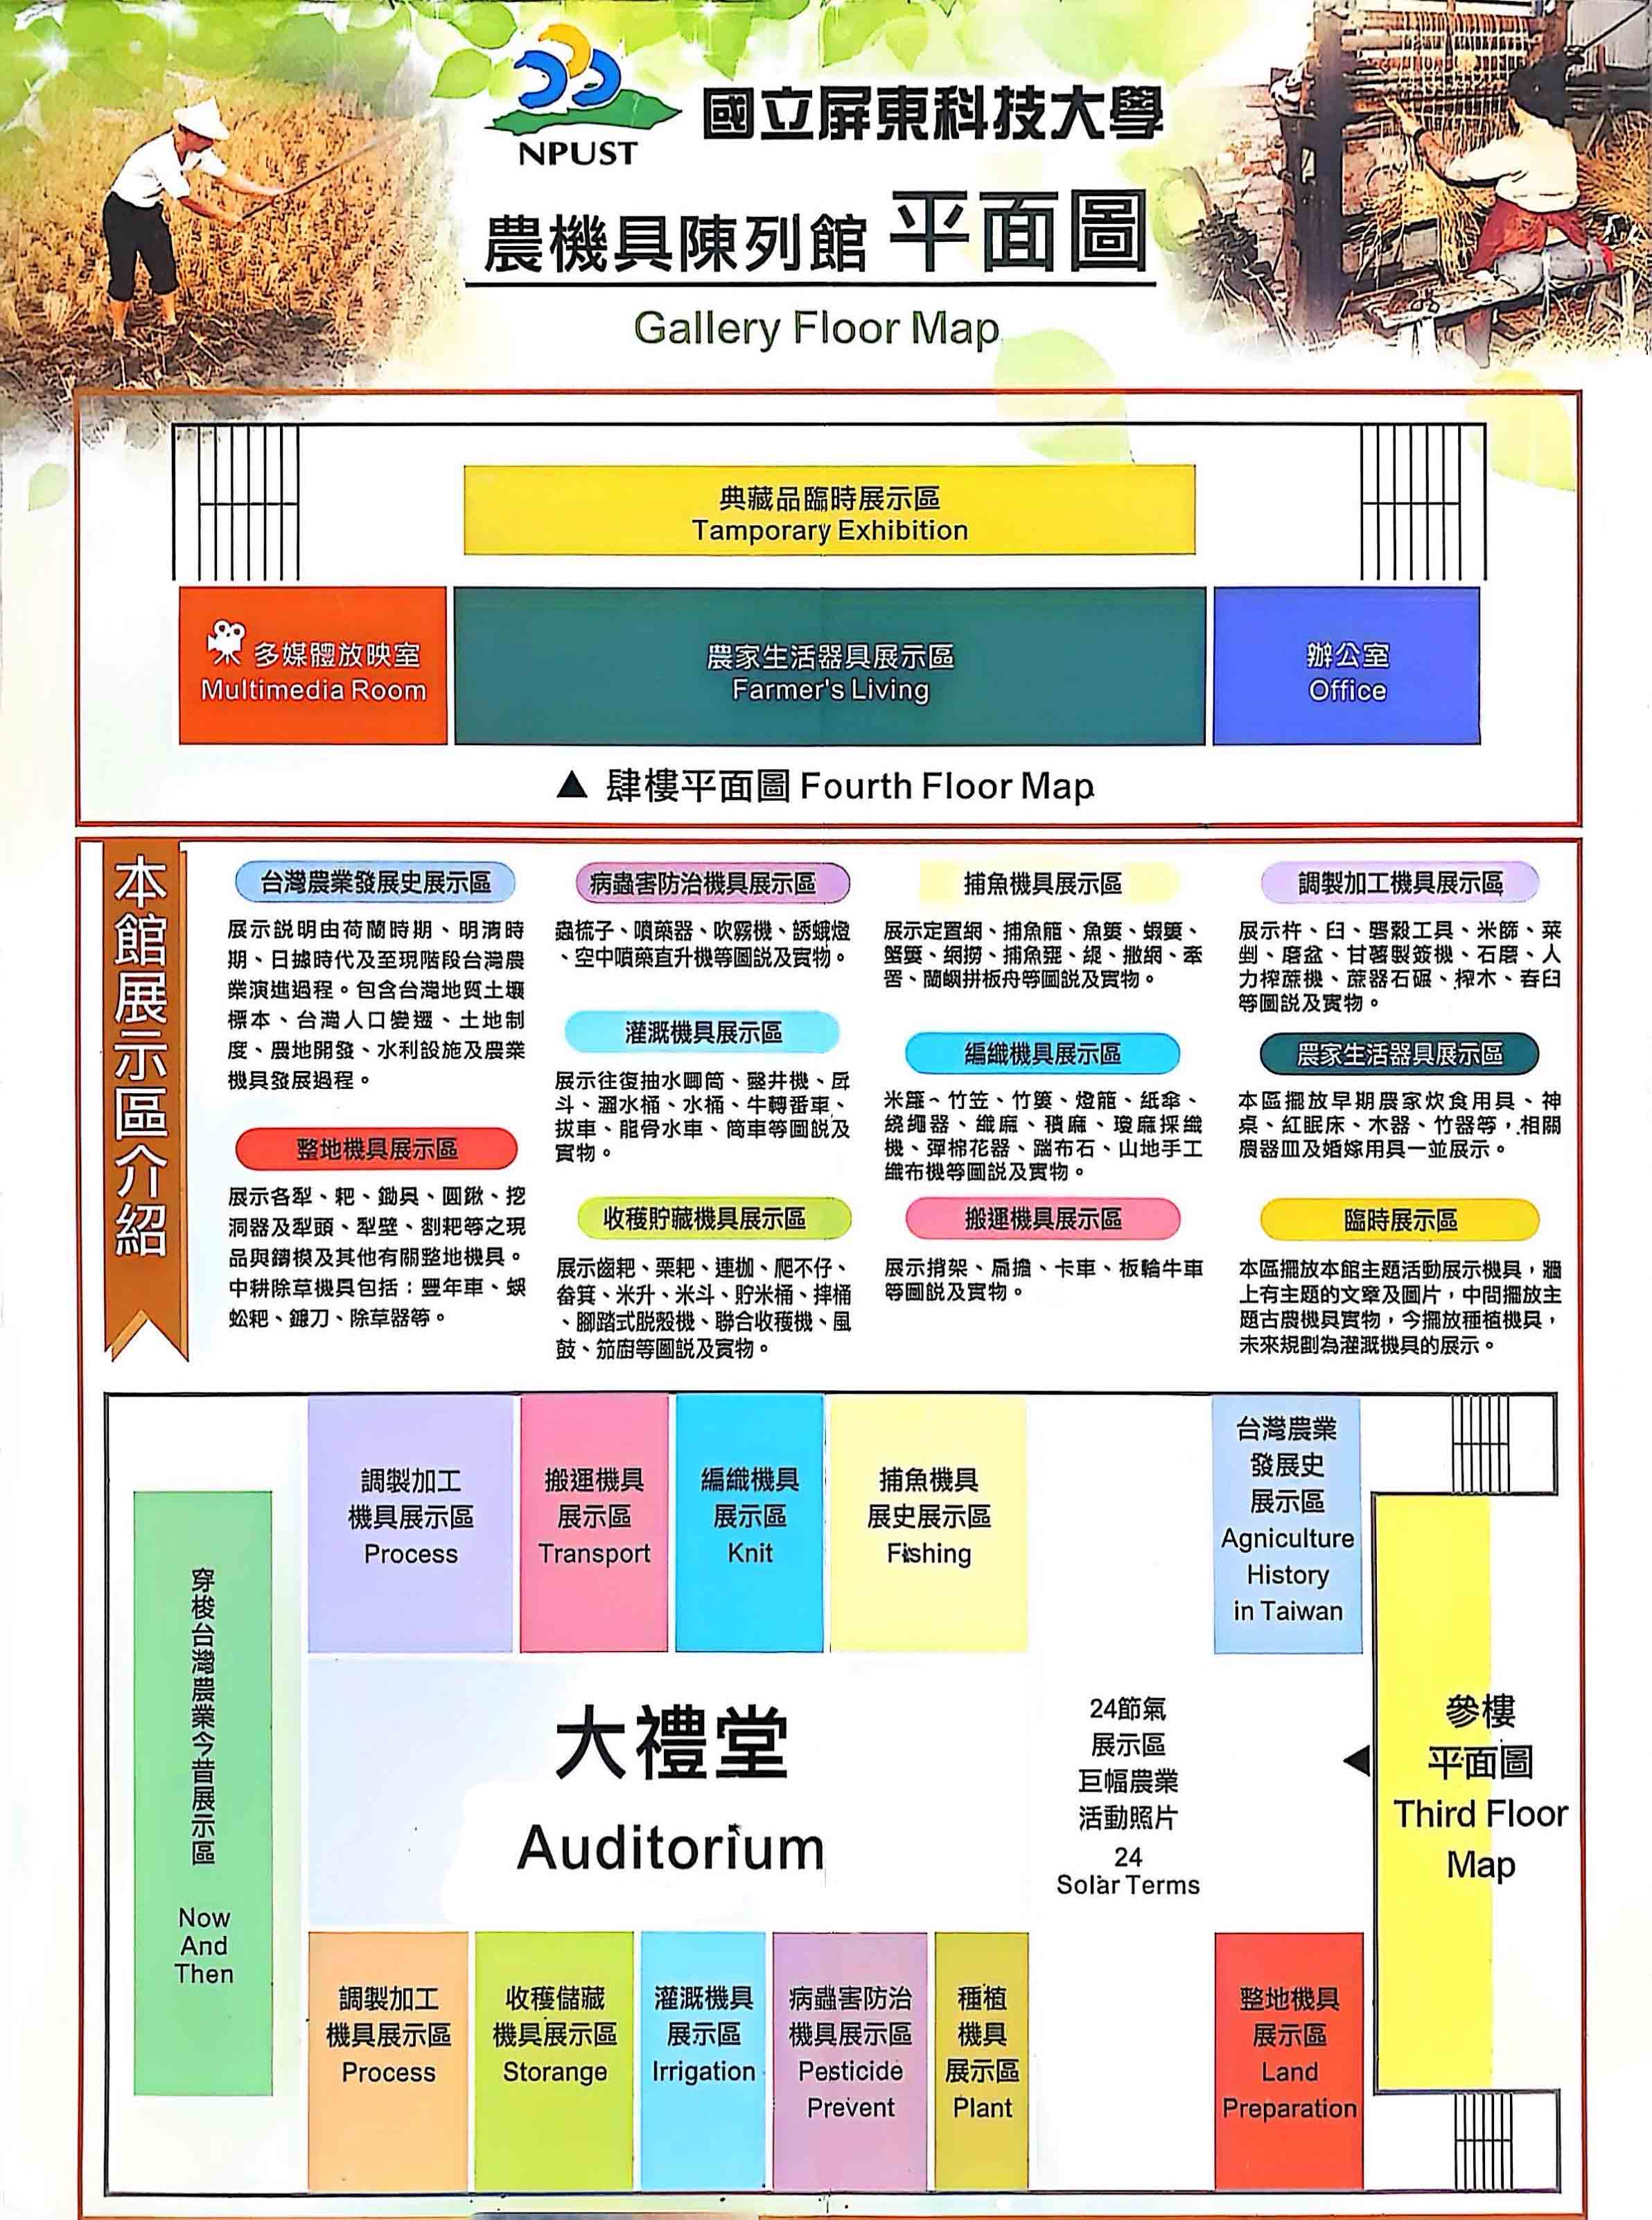 NPUST
國立屏東科技大學
農機具陳列館 平面圖
Gallery Floor Map
典藏品臨時展示區
Tamporary Exhibition
多媒體放映室
Multimedia Room
農家生活器具展示區
Farmer's Living
辦公室
Office
▲ 肆樓平面圖 Fourth Floor Map
本館展示區介紹
台灣農業發展史展示區
展示説明由荷蘭時期、明清時
期、日據時代及至現階段台灣農
業演進過程。包含台灣地質土壤
標本、台灣人口變遷、土地制
度、農地開發、水利設施及農業
機具發展過程。
整地機具展示區
展示各犁、耙、鋤具、圓鍬、挖
洞器及犁頭、犁壁、割耙等之現
品與鑄模及其他有關整地機具。
中耕除草機具包括：豐年車、蜈
蚣耙、鐮刀、除草器等。
病蟲害防治機具展示區
蟲梳子、噴藥器、吹霧機、誘蛾燈
、空中噴藥直升機等圖説及實物。
灌溉機具展示區
展示往復抽水唧筒、鑿井機、戽
斗、溺水桶、水桶、牛轉番車、
拔車、龍骨水車、筒車等圖説及
實物。
收穫貯藏機具展示區
展示齒耙、粟耙、連枷、爬不仔、
畚箕、米升、米斗、貯米桶、摔桶
、腳踏式脱殼機、聯合收穫機、風
鼓、笳廚等圖説及實物。
捕魚機具展示區
展示定置網、捕魚籠、魚簍、蝦簍、
蟹簍、網撈、捕魚、、撒網、牽
罟、蘭嶼拼板舟等圖説及實物。
編織機具展示區
米籮、竹笠、竹簍、燈籠、紙傘、
繞繩器、織麻、積麻、瓊麻採纖
機、彈棉花器、踹布石、山地手工
織布機等圖説及實物。
搬運機具展示區
展示揹架、扁擔、卡車、板輪牛車
等圖説及實物。
調製加工機具展示區
展示杵、臼、礱穀工具、米篩、菜
剉、磨盆、甘薯製簽機、石磨、人
力榨蔗機、蔗器石碾、榨木、舂臼
等圖説及實物。
農家生活器具展示區
本區擺放早期農家炊食用具、神
桌、紅眠床、木器、竹器等，相關
農器皿及婚嫁用具一並展示。
臨時展示區
本區擺放本館主題活動展示機具，牆
上有主題的文章及圖片，中間擺放主
題古農機具實物，今擺放種植機具，
未來規劃為灌溉機具的展示。
穿梭台灣農業今昔展示區
Now
And
Then
調製加工
機具展示區
Process
搬運機具
展示區
Transport
編織機具
展示區
Knit
捕魚機具
展史展示區
Fishing
台灣農業
發展史
展示區
Agniculture
History
in Taiwan
大禮堂
Auditorium
24節氣
展示區
巨幅農業
活動照片
24
Solar Terms
◀
參樓
平面圖
Third Floor
Map
調製加工
機具展示區
Process
收穫儲藏
機具展示區
Storange
灌溉機具
展示區
Irrigation
病蟲害防治
機具展示區
Pesticide
Prevent
種植
機具
展示區
Plant
整地機具
展示區
Land
Preparation